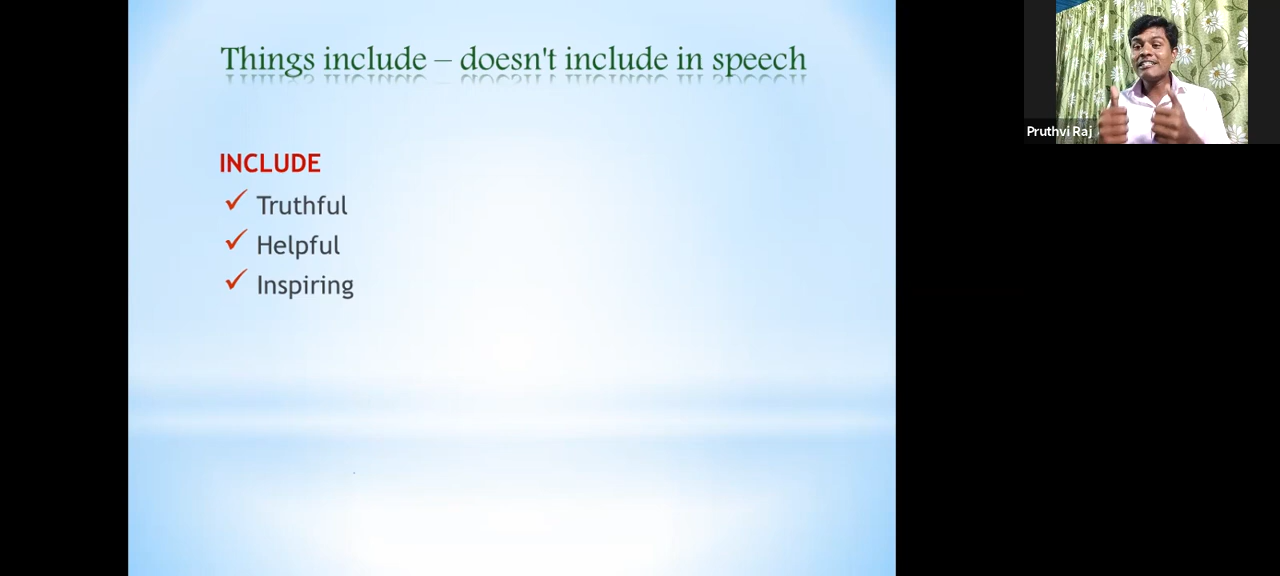 Things include – doesn't include in speech
INCLUDE
✓ Truthful
✓ Helpful
✓ Inspiring
Pruthvi Raj